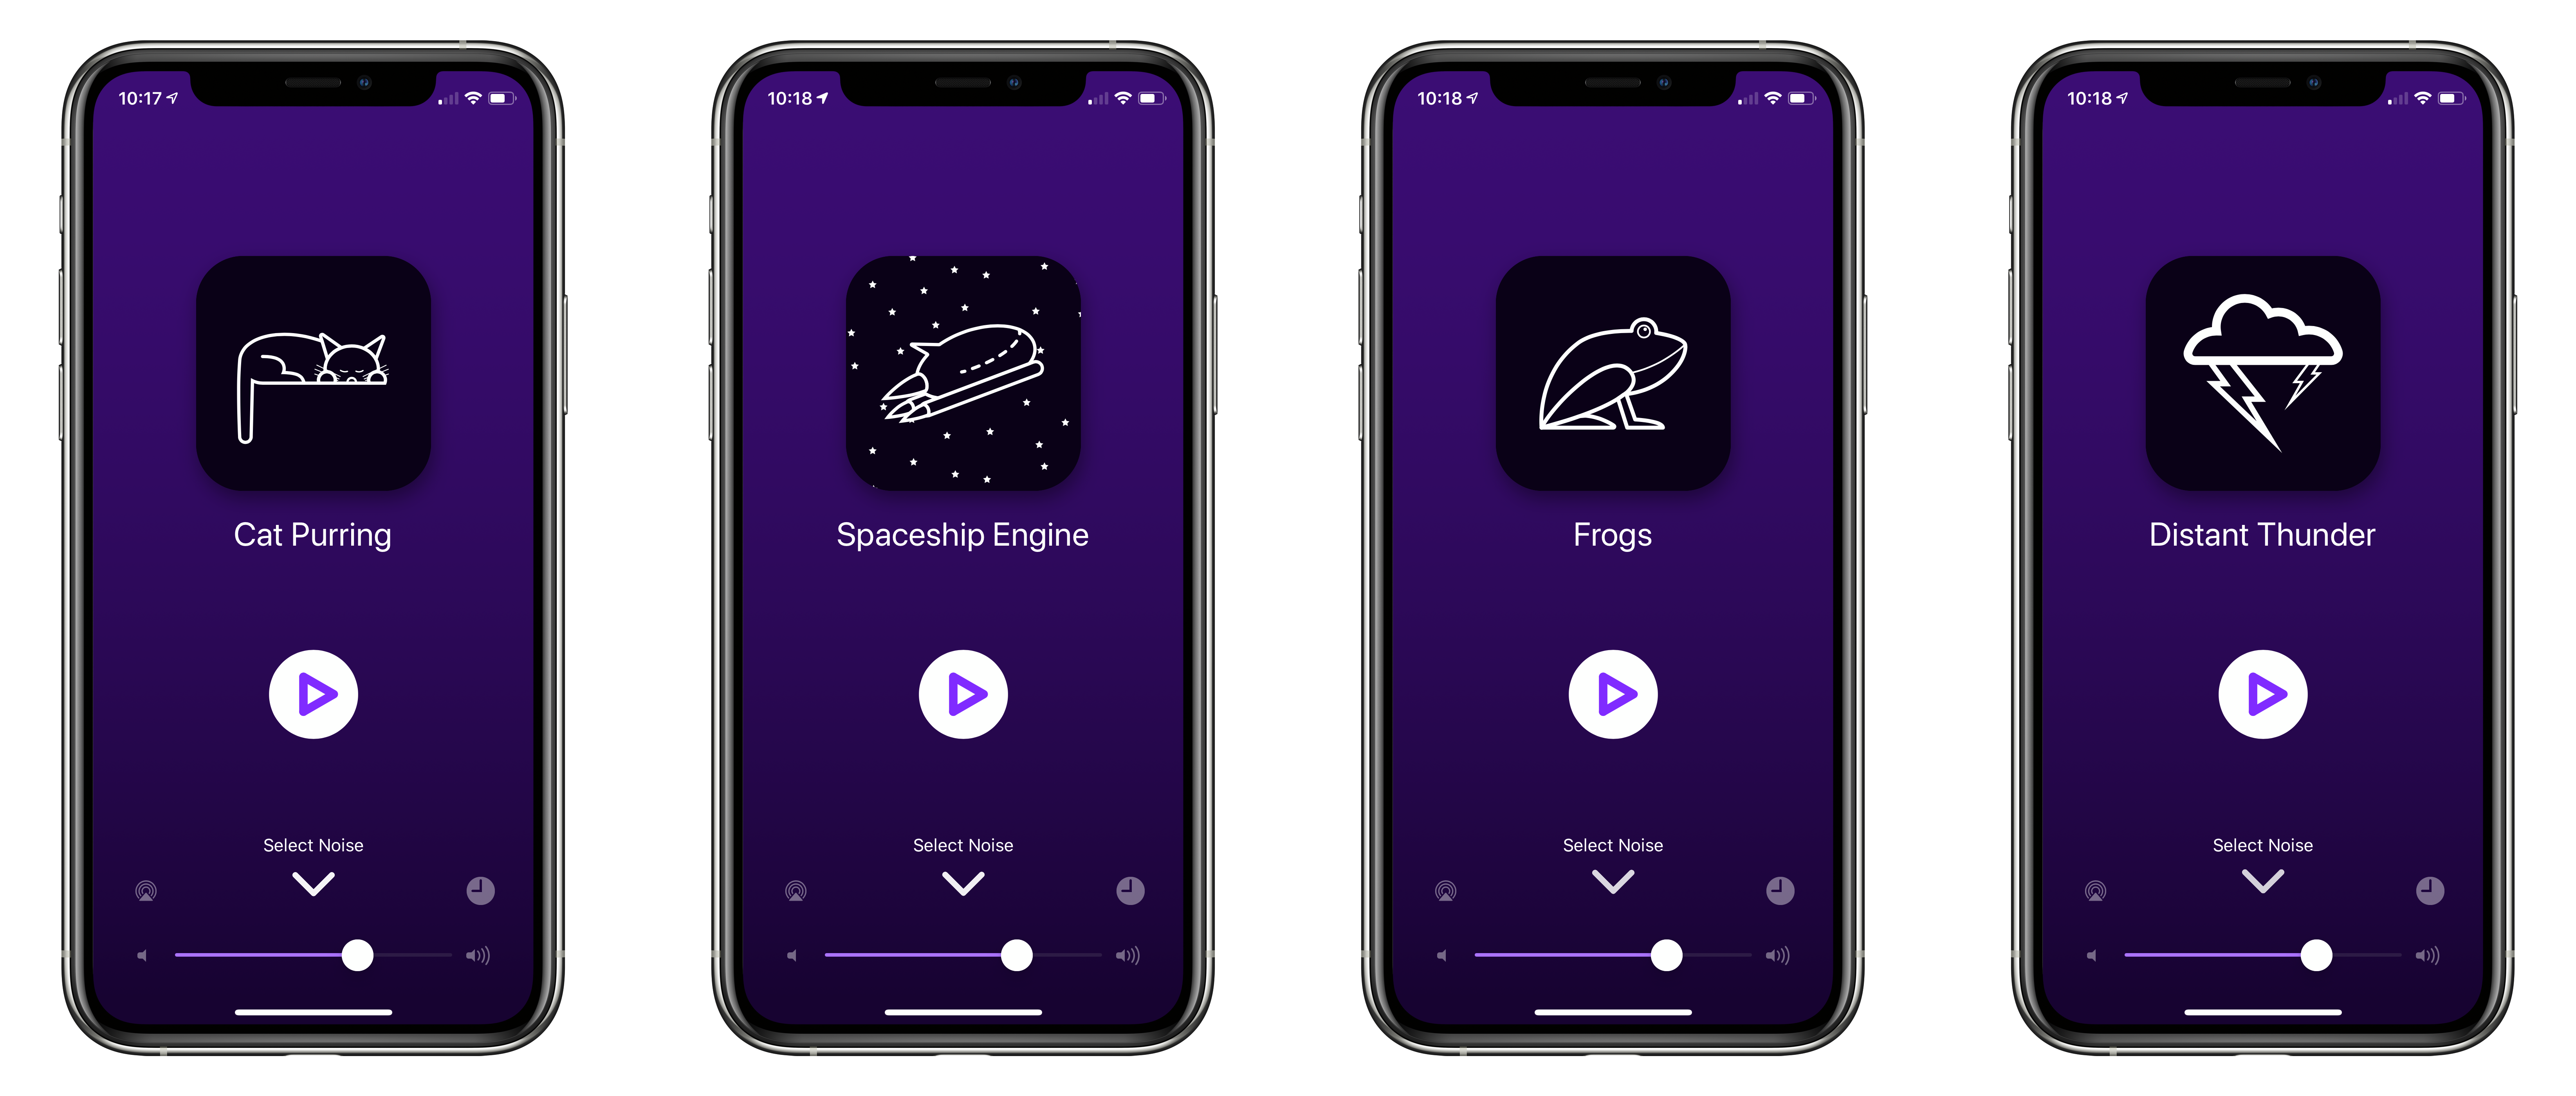 10:17
Cat Purring
Select Noise
10:18
Spaceship Engine
Select Noise
10:18
Frogs
Select Noise
10:18
Distant Thunder
Select Noise